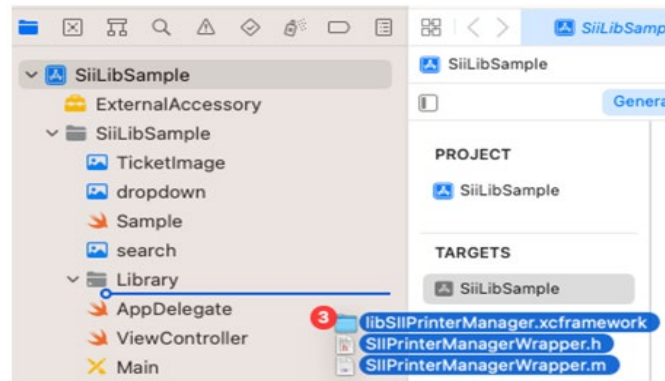 SiiLibSample
ExternalAccessory
SiiLibSample
TicketImage
dropdown
Sample
search
Library
AppDelegate
ViewController
Main
SiiLibSamp
SiiLibSample
Genera
PROJECT
SiiLibSample
TARGETS
SiiLibSample
3
libSIIPrinterManager.xcframework
SIIPrinterManagerWrapper.h
SIIPrinterManagerWrapper.m